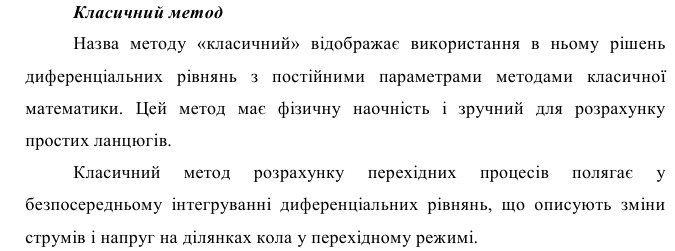 Класичний метод
Назва методу «класичний» відображає використання в ньому рішень
диференціальних рівнянь з постійними параметрами методами класичної
математики. Цей метод має фізичну наочність і зручний для розрахунку
простих ланцюгів.
Класичний метод розрахунку перехідних процесів полягає у
безпосередньому інтегруванні диференціальних рівнянь, що описують зміни
струмів і напруг на ділянках кола у перехідному режимі.